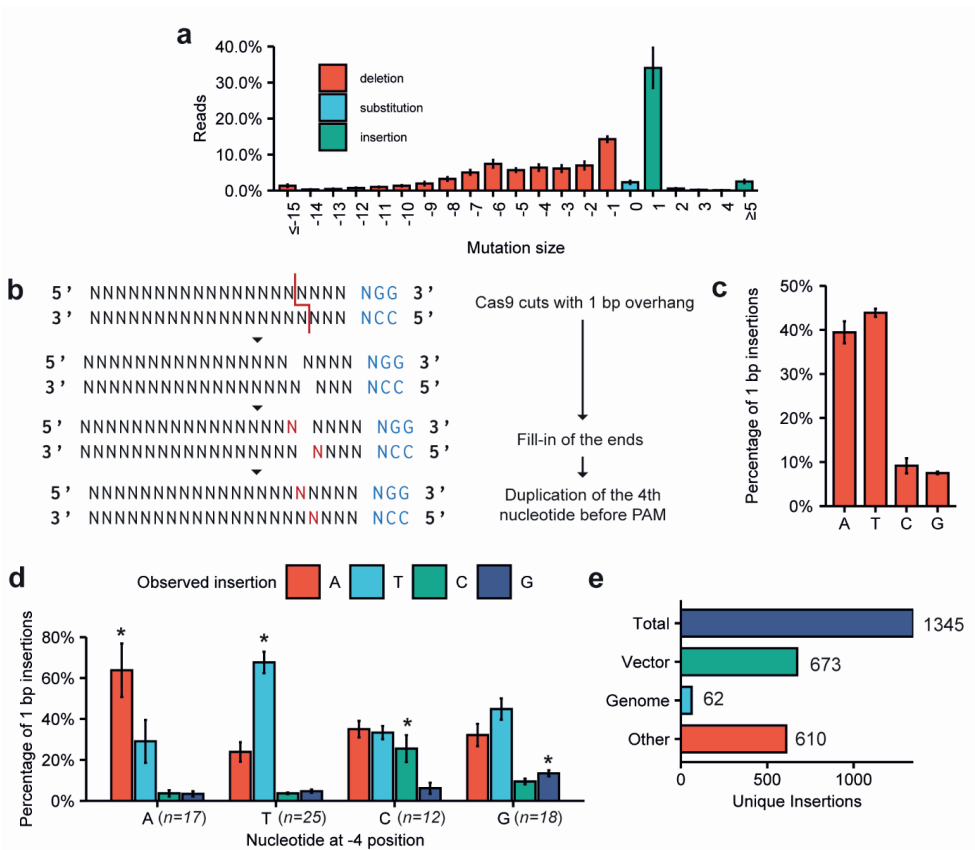 a
40.0%
30.0%
20.0%
10.0%
0.0%
Reads
deletion
substitution
insertion
≤-15
-14
-13
-12
-11
-10
-9
-8
-7
-6
-5
-4
-3
-2
-1
0
1
2
3
4
≥5
Mutation size
b
5’ NNNNNNNNNNNNNNNNNNNN NGG 3’
3’ NNNNNNNNNNNNNNNNNNNN NCC 5’
5’ NNNNNNNNNNNNNNNN NNNN NGG 3’
3’ NNNNNNNNNNNNNNNNN NNN NCC 5’
5’ NNNNNNNNNNNNNNNNN NNNN NGG 3’
3’ NNNNNNNNNNNNNNNNN NNNN NCC 5’
5’ NNNNNNNNNNNNNNNNNNNNN NGG 3’
3’ NNNNNNNNNNNNNNNNNNNNN NCC 5’
Cas9 cuts with 1 bp overhang
Fill-in of the ends
Duplication of the 4th
nucleotide before PAM
c
50%
40%
30%
20%
10%
0%
Percentage of 1 bp insertions
A T C G
d
Observed insertion A T C G
80%
60%
40%
20%
0%
Percentage of 1 bp insertions
* * * *
A (n=17) T (n=25) C (n=12) G (n=18)
Nucleotide at -4 position
e
Total 1345
Vector 673
Genome 62
Other 610
0 500 1000
Unique Insertions